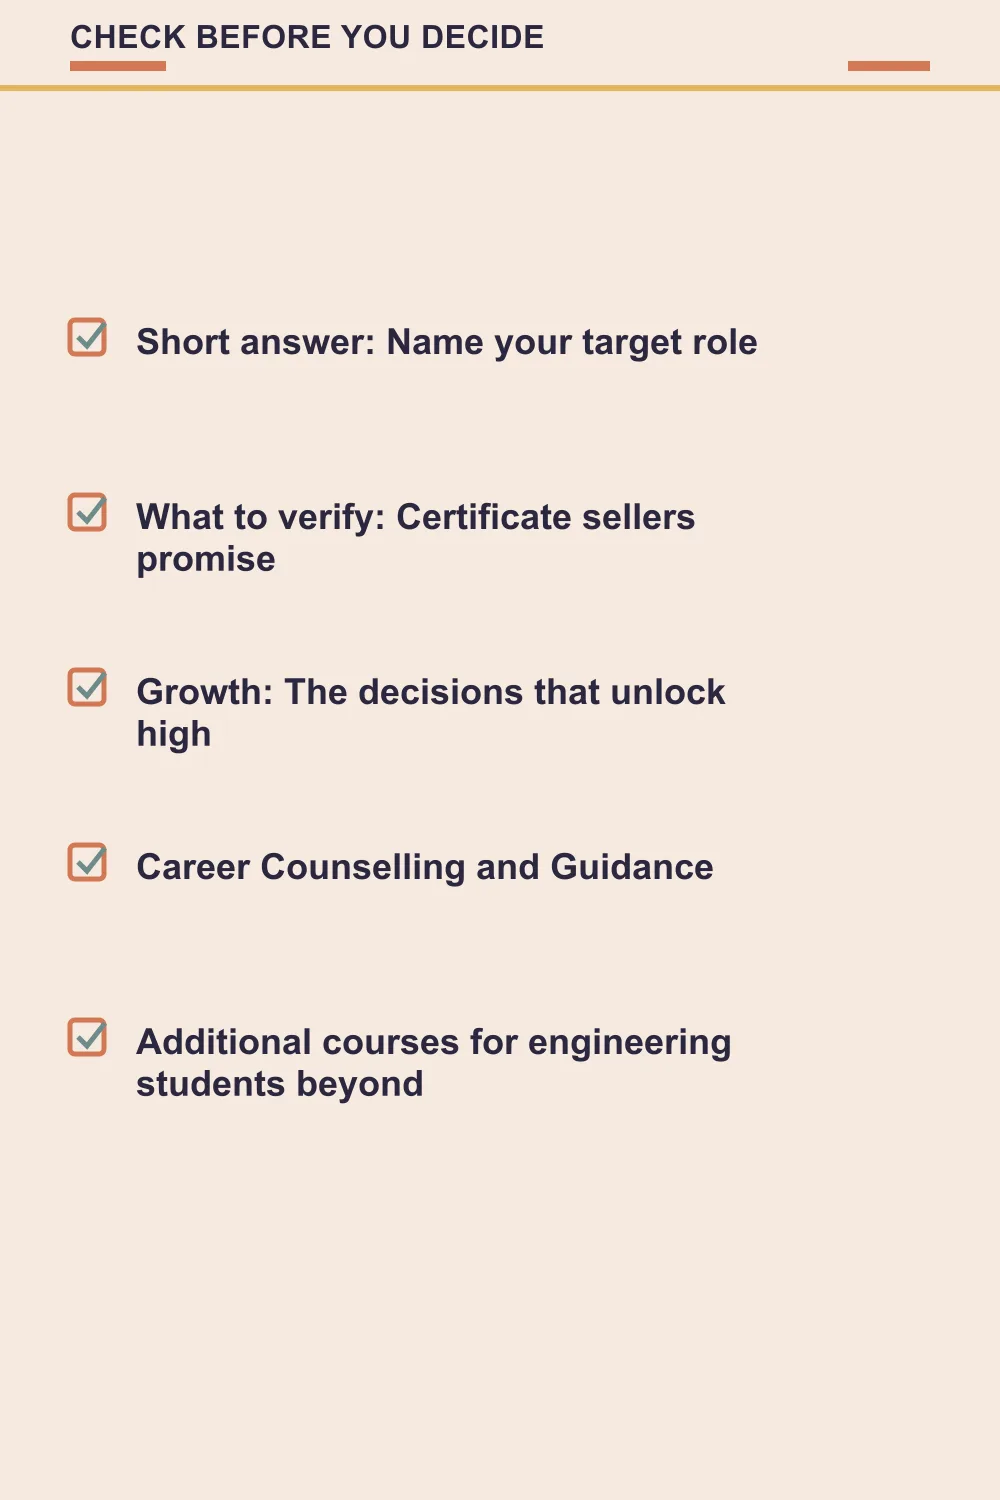 CHECK BEFORE YOU DECIDE
Short answer: Name your target role
What to verify: Certificate sellers
promise
Growth: The decisions that unlock
high
Career Counselling and Guidance
Additional courses for engineering
students beyond